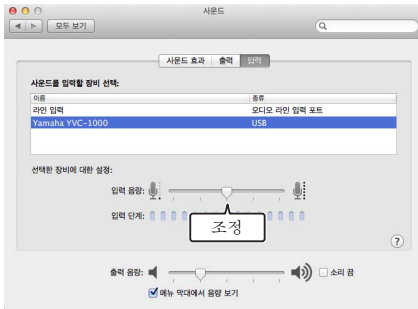 사운드
모두 보기
사운드 효과 출력 입력
사운드를 입력할 장비 선택:
이름 종류
라인 입력 오디오 라인 입력 포트
Yamaha YVC-1000 USB
선택한 장비에 대한 설정:
입력 음량:
입력 단계:
조정
?
출력 음량: 소리 끔
메뉴 막대에서 음량 보기